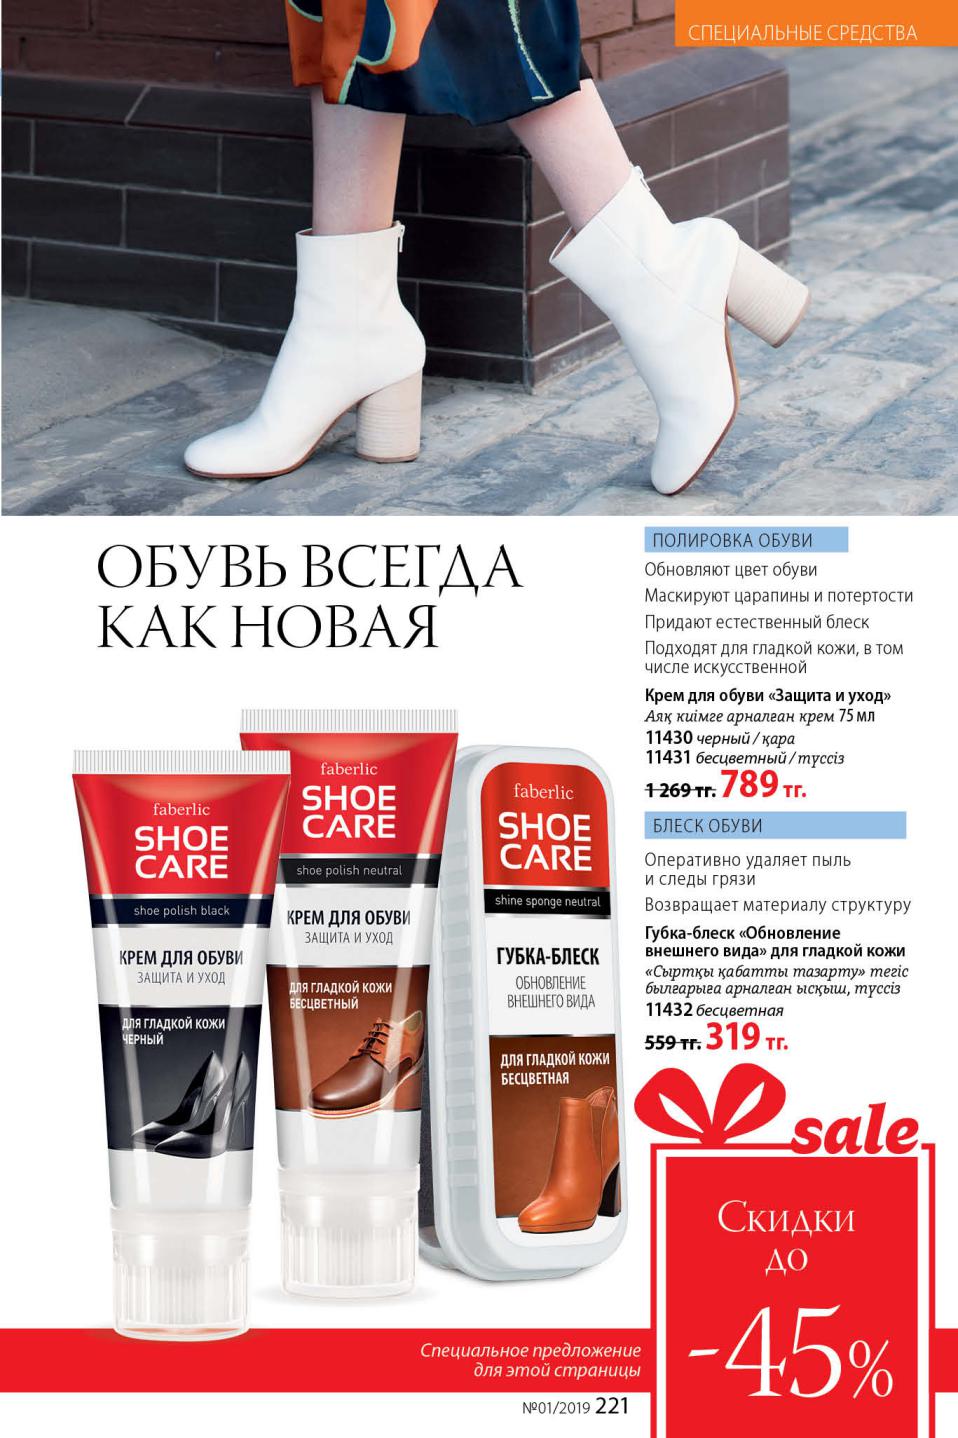 СПЕЦИАЛЬНЫЕ СРЕДСТВА
ОБУВЬ ВСЕГДА
КАК НОВАЯ
ПОЛИРОВКА ОБУВИ
Обновляют цвет обуви
Маскируют царапины и потертости
Придают естественный блеск
Подходят для гладкой кожи, в том
числе искусственной
Крем для обуви «Защита и уход»
Аяқ киімге арналған крем 75 мл
11430 черный / қара
11431 бесцветный / түссіз
1 269 тг. 789 тг.
БЛЕСК ОБУВИ
Оперативно удаляет пыль
и следы грязи
Возвращает материалу структуру
Губка-блеск «Обновление
внешнего вида» для гладкой кожи
«Сыртқы қабатты тазарту» тегіс
былғарыға арналған ысқыш, түссіз
11432 бесцветная
559 тг. 319 тг.
faberlic
SHOE
CARE
shoe polish black
КРЕМ ДЛЯ ОБУВИ
ЗАЩИТА И УХОД
ДЛЯ ГЛАДКОЙ КОЖИ
ЧЕРНЫЙ
faberlic
SHOE
CARE
shoe polish neutral
КРЕМ ДЛЯ ОБУВИ
ЗАЩИТА И УХОД
ДЛЯ ГЛАДКОЙ КОЖИ
БЕСЦВЕТНЫЙ
faberlic
SHOE
CARE
shine sponge neutral
ГУБКА-БЛЕСК
ОБНОВЛЕНИЕ
ВНЕШНЕГО ВИДА
ДЛЯ ГЛАДКОЙ КОЖИ
БЕСЦВЕТНАЯ
sale
Скидки
до
-45%
Специальное предложение
для этой страницы
№01/2019 221